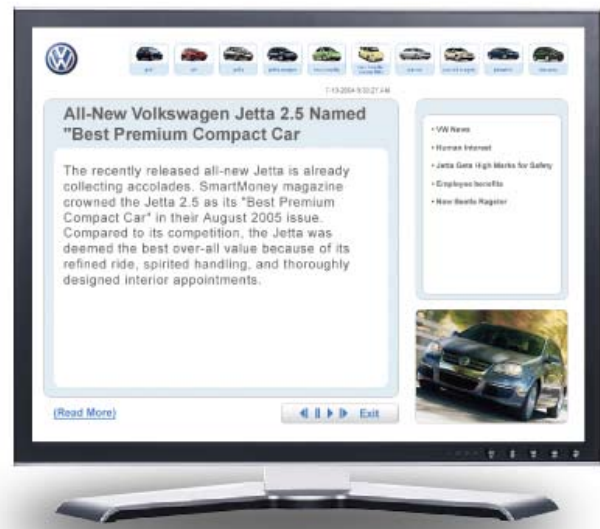 All-New Volkswagen Jetta 2.5 Named
"Best Premium Compact Car
The recently released all-new Jetta is already
collecting accolades. SmartMoney magazine
crowned the Jetta 2.5 as its "Best Premium
Compact Car" in their August 2005 issue.
Compared to its competition, the Jetta was
deemed the best over-all value because of its
refined ride, spirited handling, and thoroughly
designed interior appointments.
• VW News
• Human Interest
• Jetta Gets High Marks for Safety
• Employee benefits
• New Beetle Ragster
(Read More)
Exit